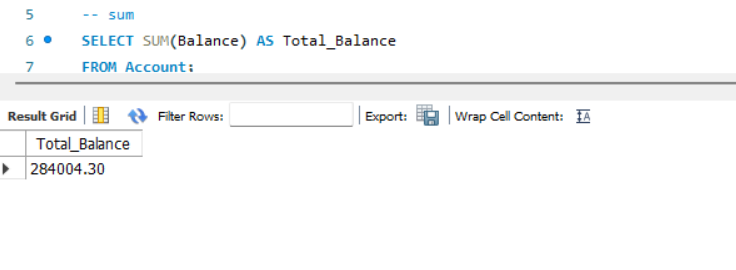 5 -- sum
6 SELECT SUM(Balance) AS Total_Balance
7 FROM Account;
Result Grid Filter Rows: Export: Wrap Cell Content: IA
Total_Balance
284004.30